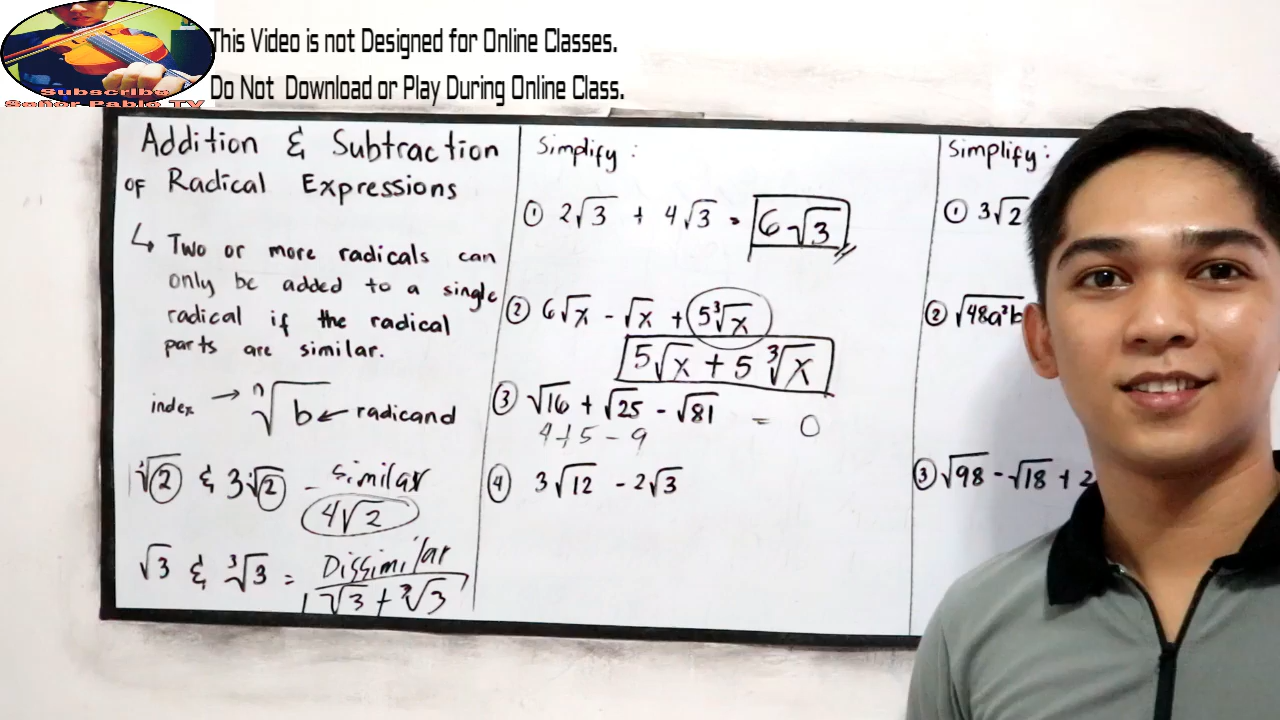 This Video is not Designed for Online Classes.
Do Not Download or Play During Online Class.
Subscribe
Señor Pablo TV
Addition & Subtraction
of Radical Expressions
↳ Two or more radicals can
only be added to a single
radical if the radical
parts are similar.
index → ⁿ√b ← radicand
²√2 & 3²√2 - similar
4√2
√3 & ³√3 = Dissimilar
1√3 + ³√3
Simplify:
① 2√3 + 4√3 = 6√3
② 6√x - √x + 5³√x
5√x + 5 ³√x
③ √16 + √25 - √81 = 0
4+5-9
④ 3√12 - 2√3
Simplify:
① 3√2
② √48a²b
③ √98 - √18 + 2